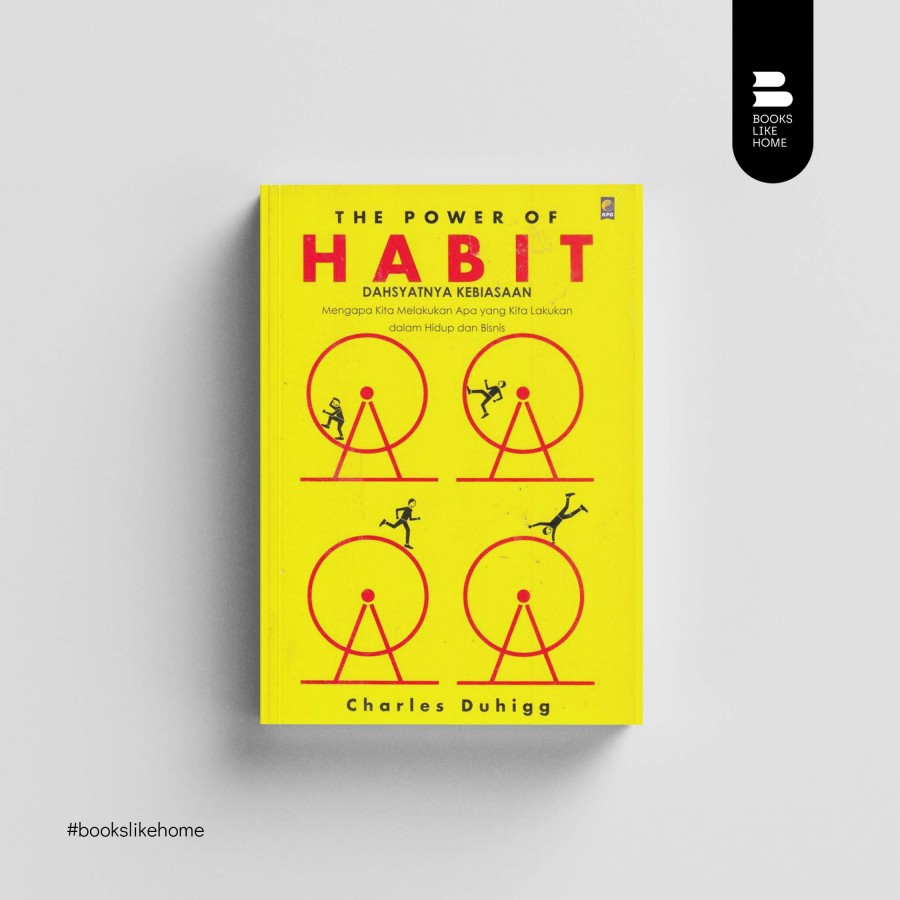 BOOKS
LIKE
HOME
KPG
THE POWER OF
HABIT
DAHSYATNYA KEBIASAAN
Mengapa Kita Melakukan Apa yang Kita Lakukan
dalam Hidup dan Bisnis
Charles Duhigg
#bookslikehome